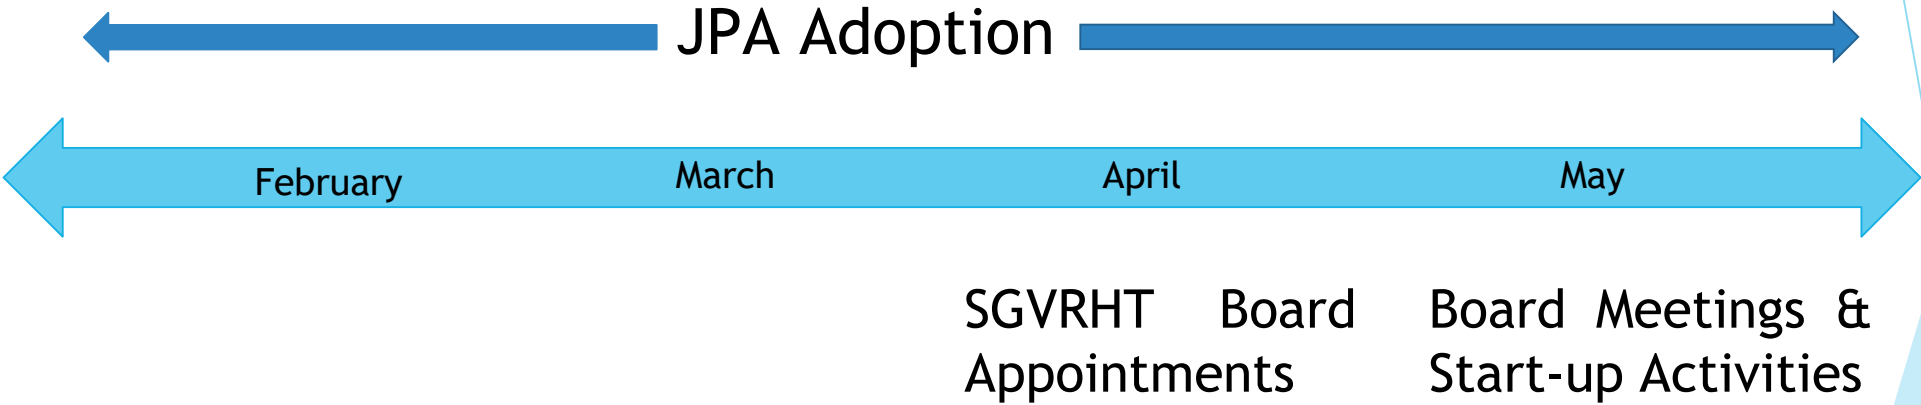 JPA Adoption
February March April May
SGVRHT Board
Appointments
Board Meetings &
Start-up Activities